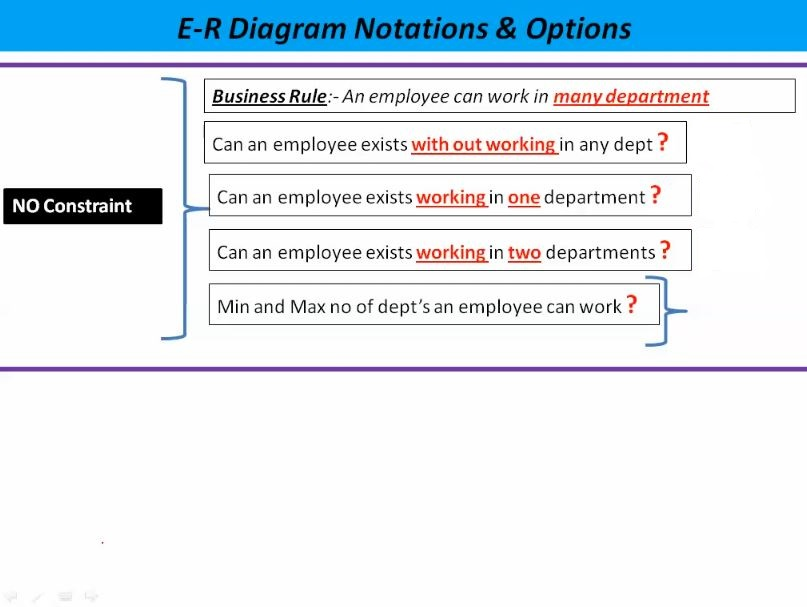 E-R Diagram Notations & Options
Business Rule:- An employee can work in many department
Can an employee exists with out working in any dept ?
NO Constraint
Can an employee exists working in one department ?
Can an employee exists working in two departments ?
Min and Max no of dept's an employee can work ?